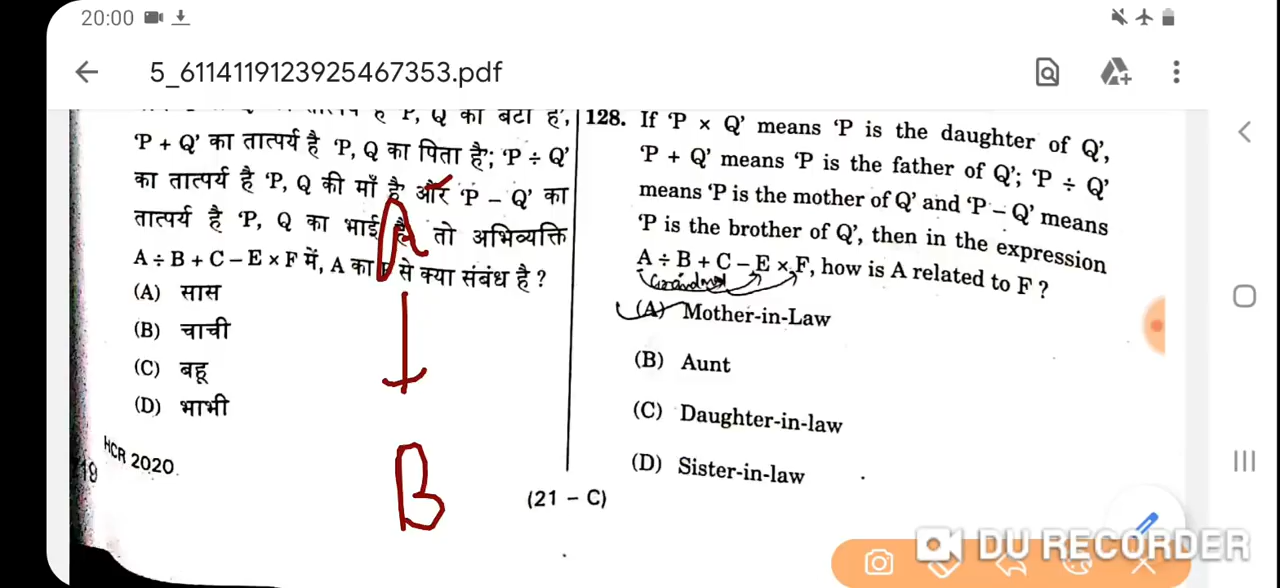 20:00
5_6114119123925467353.pdf
P, Q का बेटा है',
'P + Q' का तात्पर्य है 'P, Q का पिता है'; 'P ÷ Q'
का तात्पर्य है 'P, Q की माँ है' और 'P – Q' का
तात्पर्य है 'P, Q का भाई है', तो अभिव्यक्ति
A ÷ B + C – E × F में, A का F से क्या संबंध है ?
(A) सास
(B) चाची
(C) बहू
(D) भाभी
HCR 2020
19
A
B
128. If 'P × Q' means 'P is the daughter of Q',
'P + Q' means 'P is the father of Q'; 'P ÷ Q'
means 'P is the mother of Q' and 'P – Q' means
'P is the brother of Q', then in the expression
A ÷ B + C – E × F, how is A related to F ?
(A) Mother-in-Law
(B) Aunt
(C) Daughter-in-law
(D) Sister-in-law
(21 – C)
DU RECORDER